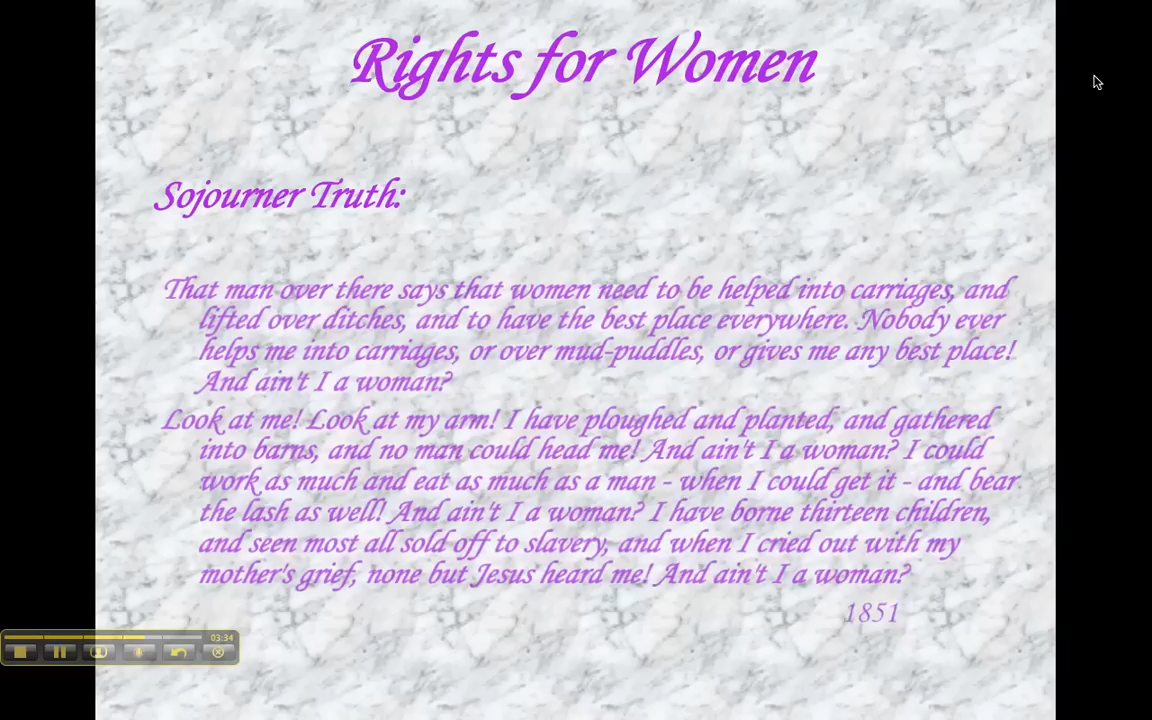 Rights for Women
Sojourner Truth:
That man over there says that women need to be helped into carriages, and
lifted over ditches, and to have the best place everywhere. Nobody ever
helps me into carriages, or over mud-puddles, or gives me any best place!
And ain't I a woman?
Look at me! Look at my arm! I have ploughed and planted, and gathered
into barns, and no man could head me! And ain't I a woman? I could
work as much and eat as much as a man - when I could get it - and bear
the lash as well! And ain't I a woman? I have borne thirteen children,
and seen most all sold off to slavery, and when I cried out with my
mother's grief, none but Jesus heard me! And ain't I a woman?
1851
03:34